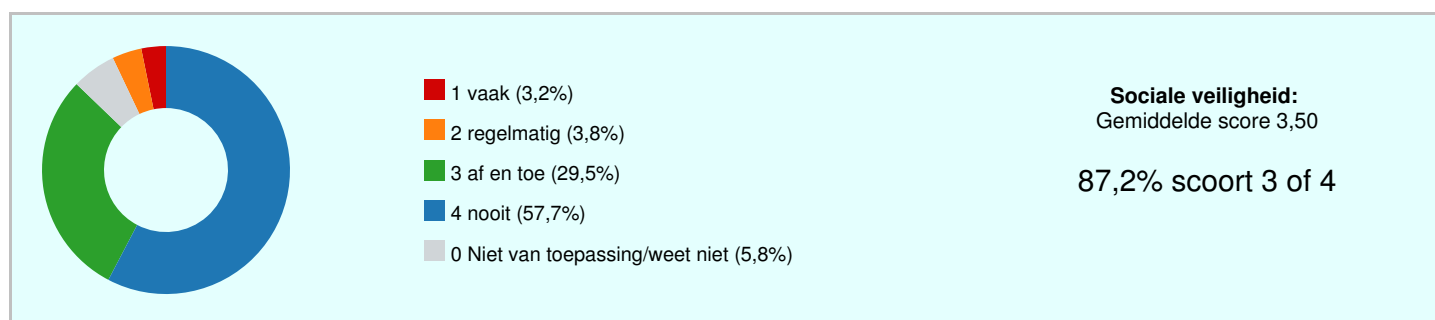 1 vaak (3,2%)
2 regelmatig (3,8%)
3 af en toe (29,5%)
4 nooit (57,7%)
0 Niet van toepassing/weet niet (5,8%)
Sociale veiligheid:
Gemiddelde score 3,50
87,2% scoort 3 of 4